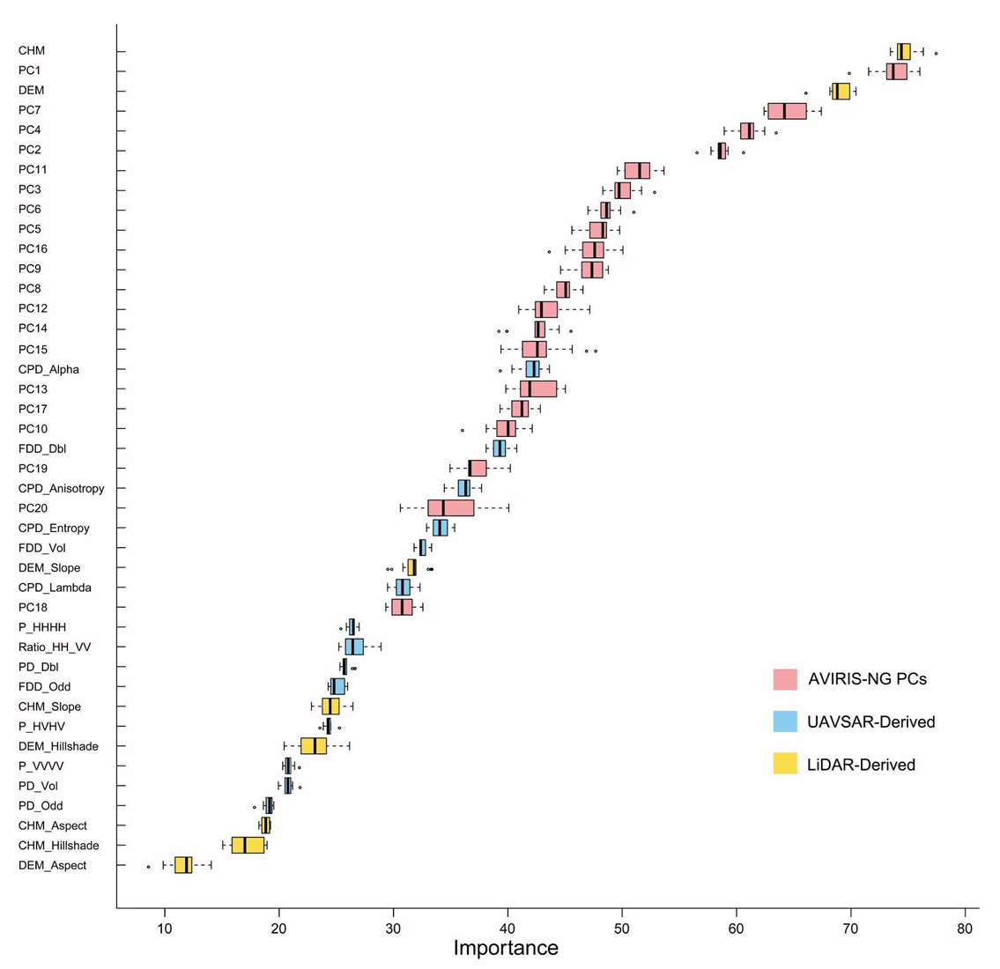 CHM
PC1
DEM
PC7
PC4
PC2
PC11
PC3
PC6
PC5
PC16
PC9
PC8
PC12
PC14
PC15
CPD_Alpha
PC13
PC17
PC10
FDD_Dbl
PC19
CPD_Anisotropy
PC20
CPD_Entropy
FDD_Vol
DEM_Slope
CPD_Lambda
PC18
P_HHHH
Ratio_HH_VV
PD_Dbl
FDD_Odd
CHM_Slope
P_HVHV
DEM_Hillshade
P_VVVV
PD_Vol
PD_Odd
CHM_Aspect
CHM_Hillshade
DEM_Aspect
AVIRIS-NG PCs
UAVSAR-Derived
LiDAR-Derived
10 20 30 40 50 60 70 80
Importance